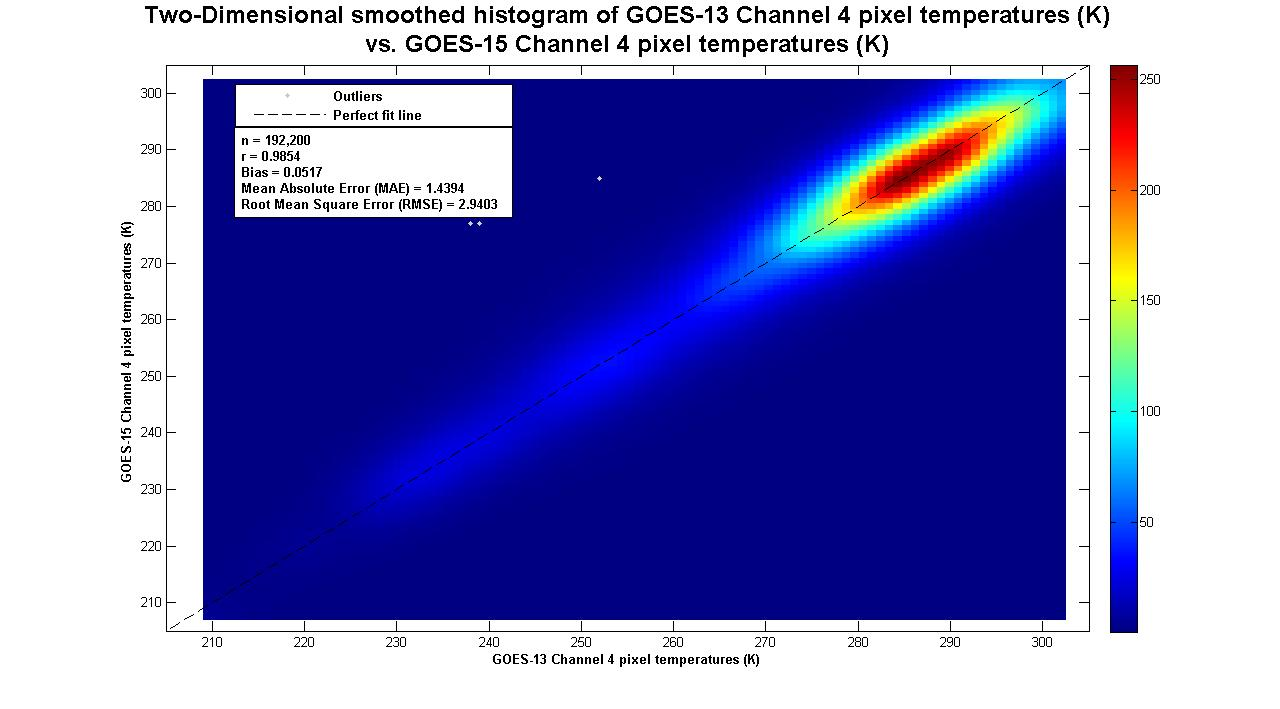 Two-Dimensional smoothed histogram of GOES-13 Channel 4 pixel temperatures (K)
vs. GOES-15 Channel 4 pixel temperatures (K)
Outliers
Perfect fit line
n = 192,200
r = 0.9854
Bias = 0.0517
Mean Absolute Error (MAE) = 1.4394
Root Mean Square Error (RMSE) = 2.9403
GOES-15 Channel 4 pixel temperatures (K)
300
290
280
270
260
250
240
230
220
210
210 220 230 240 250 260 270 280 290 300
GOES-13 Channel 4 pixel temperatures (K)
250
200
150
100
50